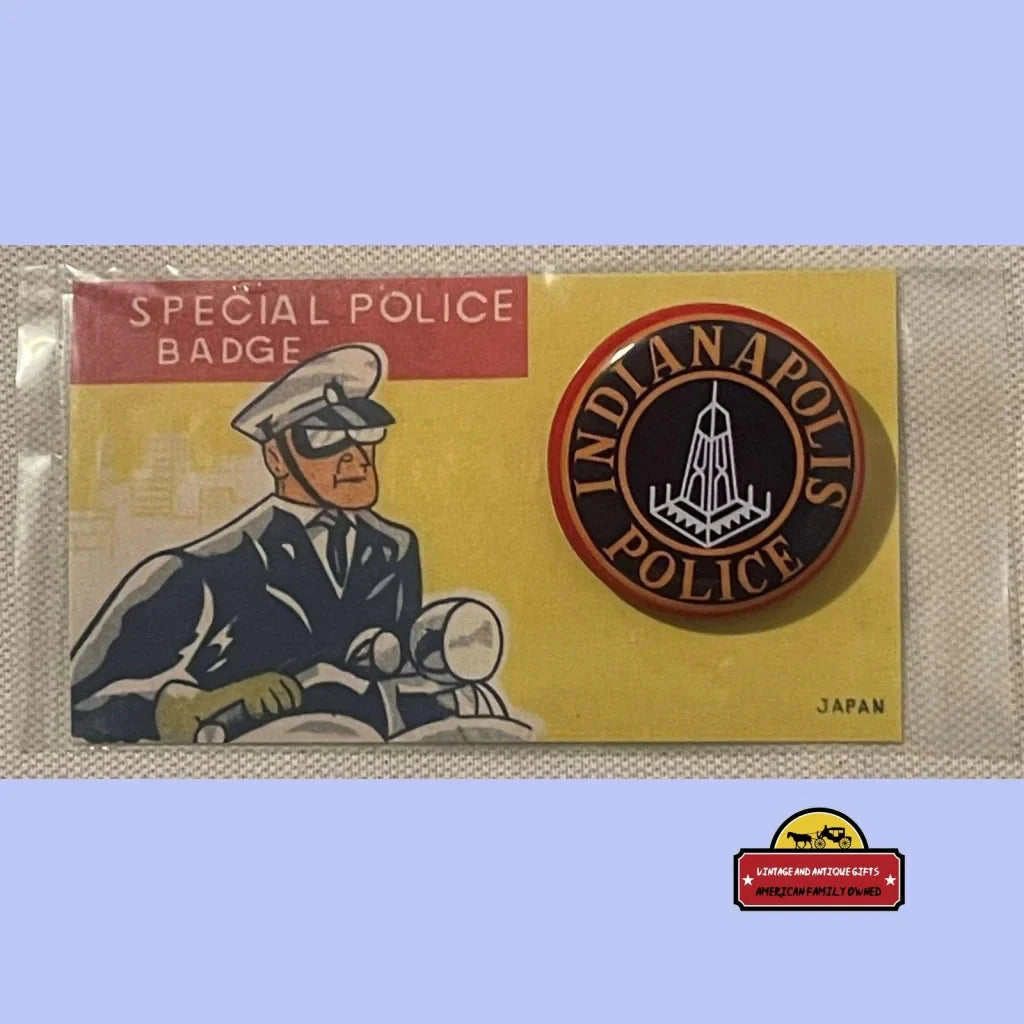 SPECIAL POLICE
BADGE
INDIANAPOLIS
POLICE
JAPAN
VINTAGE AND ANTIQUE GIFTS
AMERICAN FAMILY OWNED